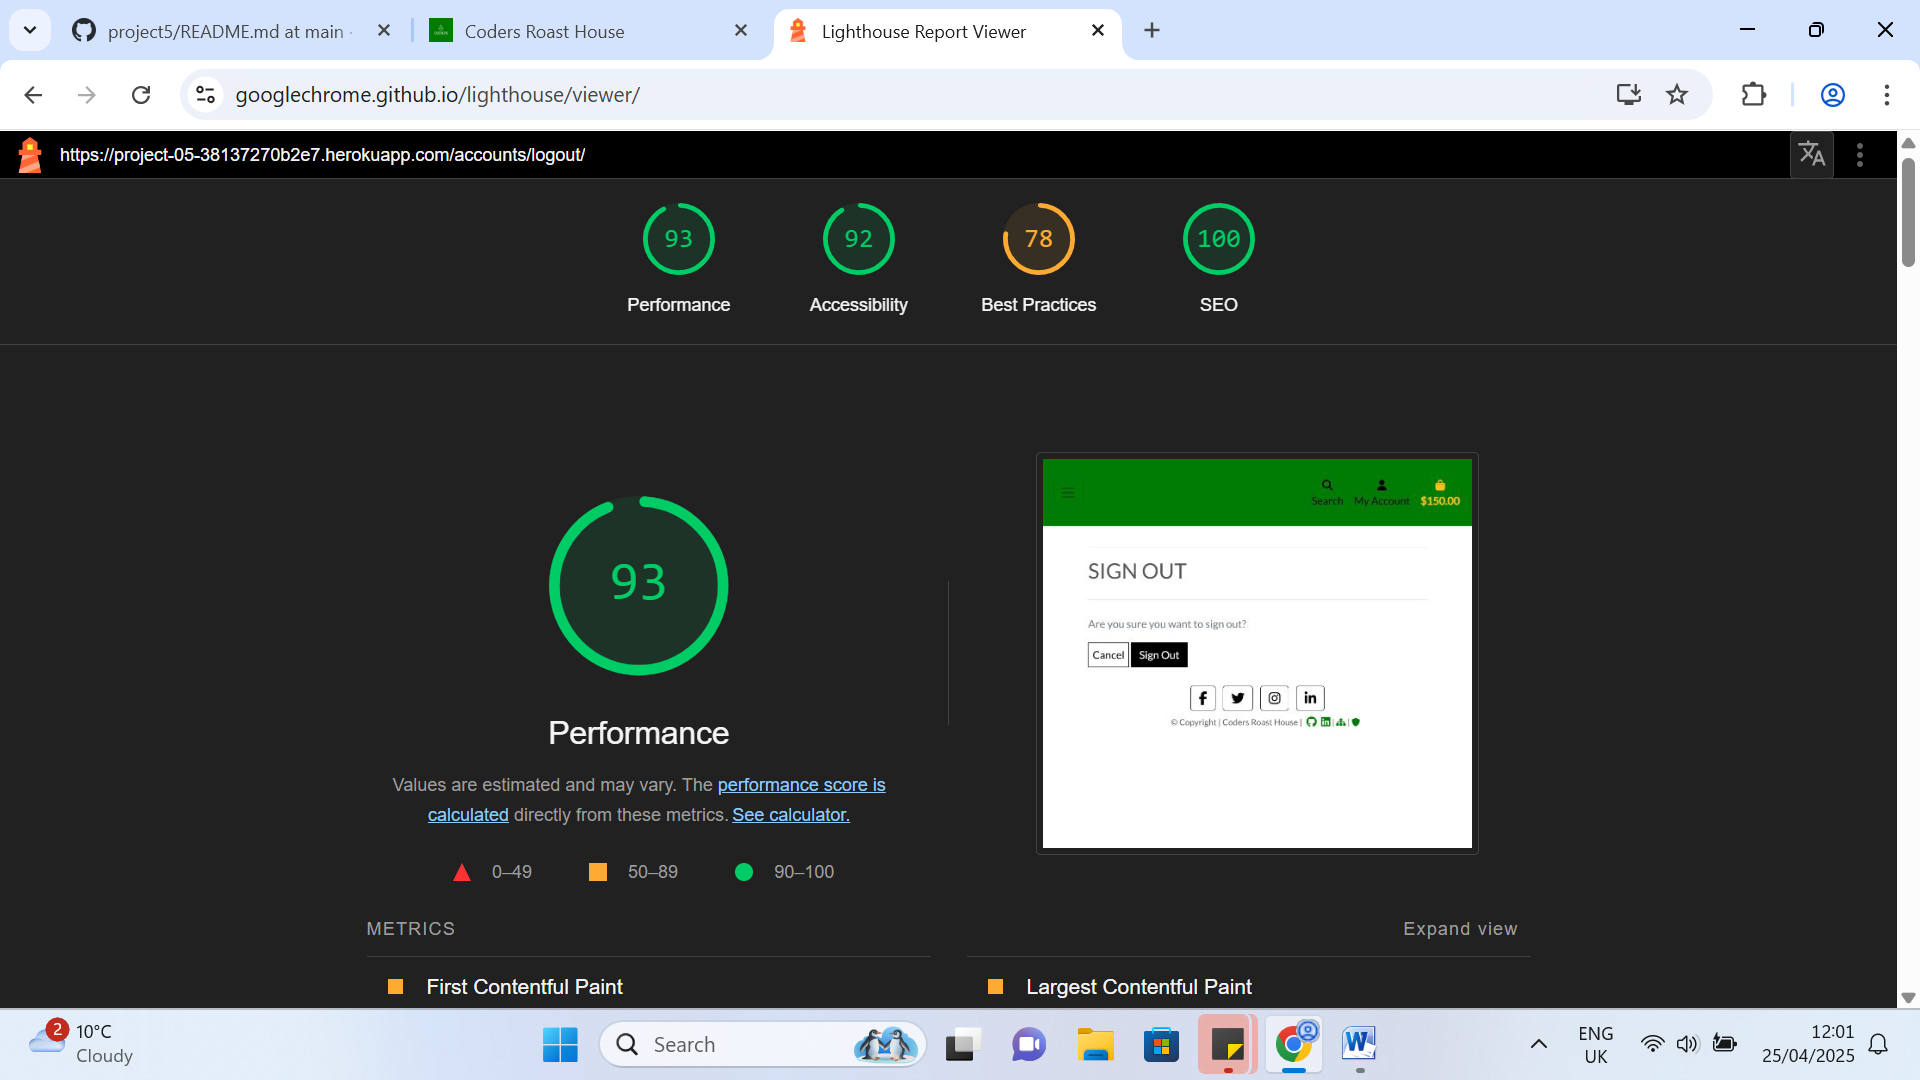 project5/README.md at main ·
Coders Roast House
Lighthouse Report Viewer
googlechrome.github.io/lighthouse/viewer/
https://project-05-38137270b2e7.herokuapp.com/accounts/logout/
93
92
78
100
Performance
Accessibility
Best Practices
SEO
Search
My Account
$150.00
SIGN OUT
Are you sure you want to sign out?
Cancel
Sign Out
© Copyright | Coders Roast House |
93
Performance
Values are estimated and may vary. The performance score is
calculated directly from these metrics. See calculator.
0–49
50–89
90–100
METRICS
Expand view
First Contentful Paint
Largest Contentful Paint
2
10°C
Cloudy
Search
ENG
UK
12:01
25/04/2025